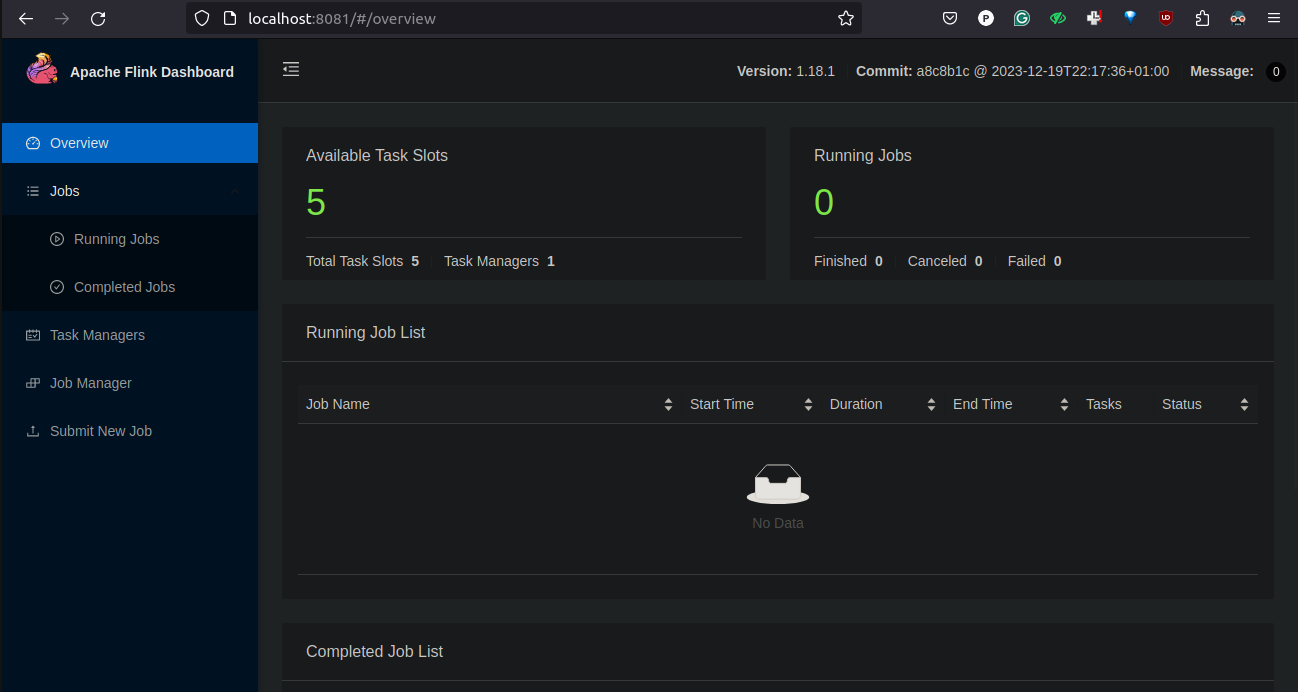 localhost:8081/#/overview
P
UD
Apache Flink Dashboard
Version: 1.18.1 Commit: a8c8b1c @ 2023-12-19T22:17:36+01:00 Message: 0
Overview
Jobs
Running Jobs
Completed Jobs
Task Managers
Job Manager
Submit New Job
Available Task Slots
5
Total Task Slots 5 Task Managers 1
Running Jobs
0
Finished 0 Canceled 0 Failed 0
Running Job List
Job Name Start Time Duration End Time Tasks Status
No Data
Completed Job List